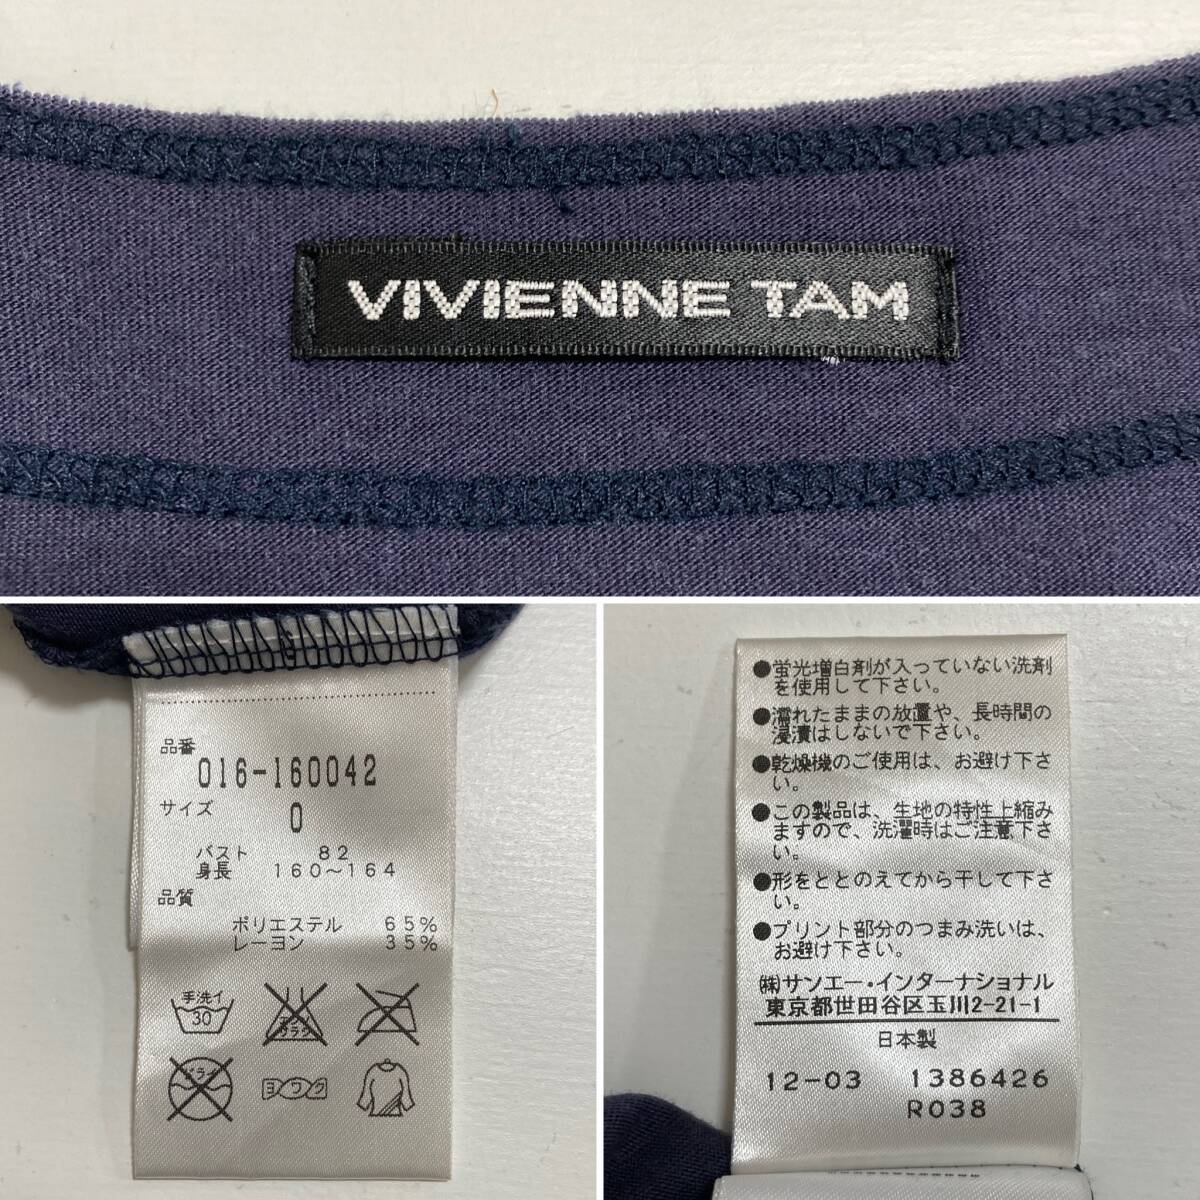 VIVIENNE TAM
品番
016-160042
サイズ
0
バスト 82
身長 160〜164
品質
ポリエステル 65%
レーヨン 35%
手洗イ
30
エンソサラシ
ドライ
ヨワク
●蛍光増白剤が入っていない洗剤
を使用して下さい。
●濡れたままの放置や、長時間の
浸漬はしないで下さい。
●乾燥機のご使用は、お避け下さ
い。
●この製品は、生地の特性上縮み
ますので、洗濯時はご注意下さ
い。
●形をととのえてから干して下さ
い。
●プリント部分のつまみ洗いは、
お避け下さい。
㈱サンエー・インターナショナル
東京都世田谷区玉川2-21-1
日本製
12-03 1386426
R038